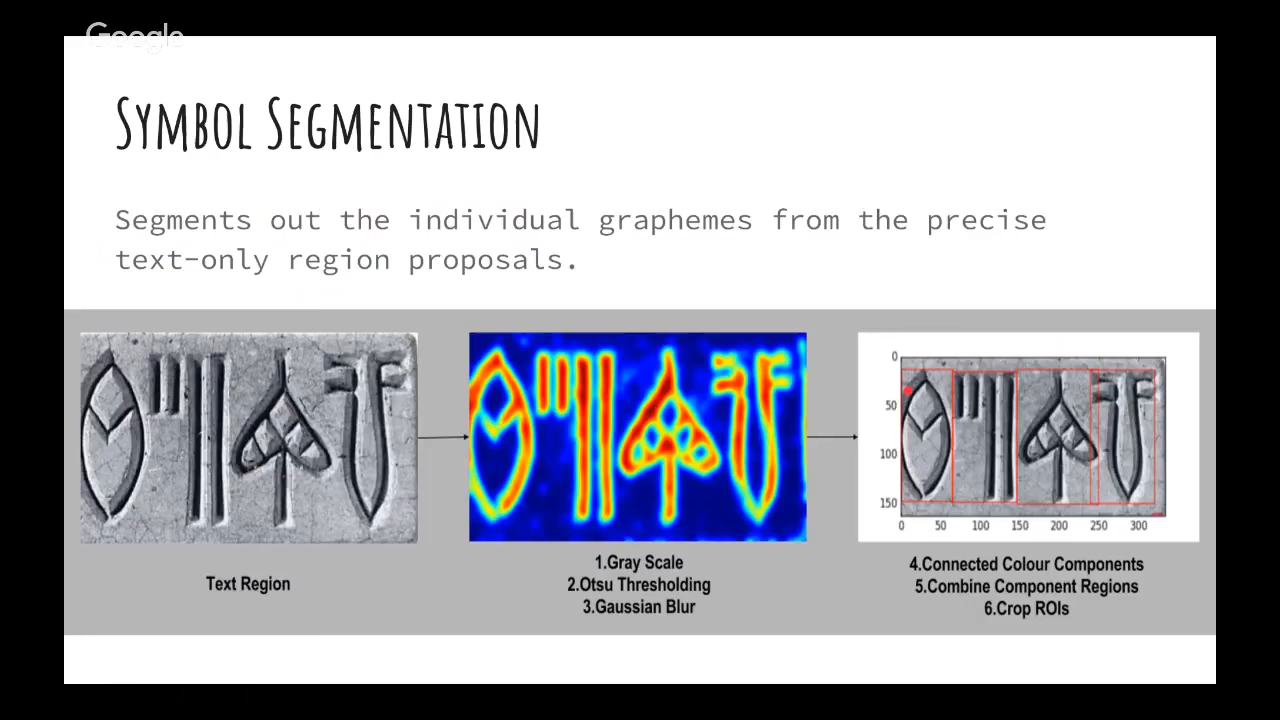 Google
SYMBOL SEGMENTATION
Segments out the individual graphemes from the precise
text-only region proposals.
Text Region
1.Gray Scale
2.Otsu Thresholding
3.Gaussian Blur
0
50
100
150
0 50 100 150 200 250 300
4.Connected Colour Components
5.Combine Component Regions
6.Crop ROIs